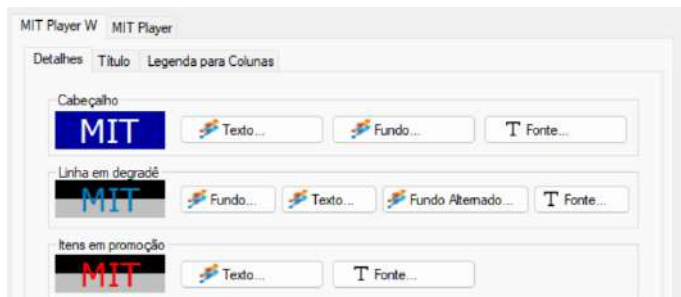 MIT Player W MIT Player
Detalhes Título Legenda para Colunas
Cabeçalho
MIT Texto... Fundo... T Fonte...
Linha em degradê
MIT Fundo... Texto... Fundo Alternado... T Fonte...
Itens em promoção
MIT Texto... T Fonte...